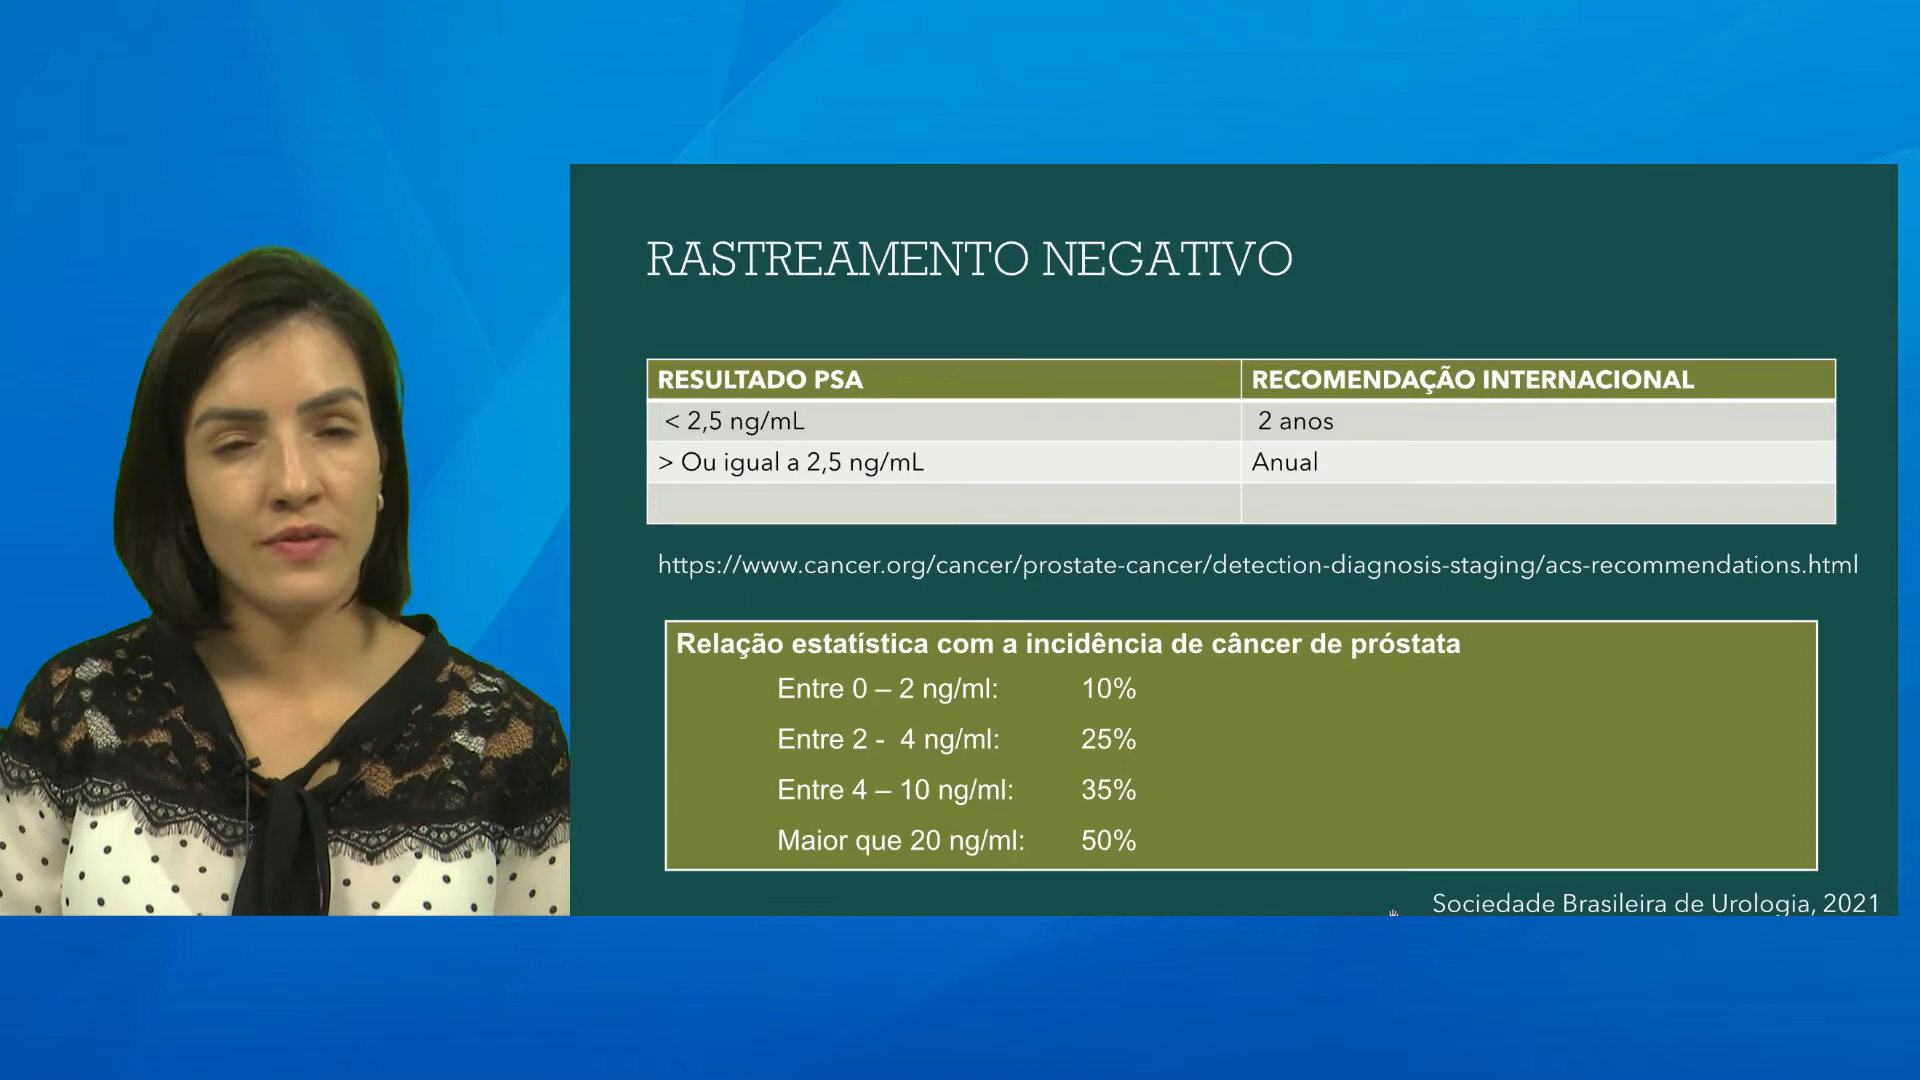 RASTREAMENTO NEGATIVO
RESULTADO PSA RECOMENDAÇÃO INTERNACIONAL
< 2,5 ng/mL 2 anos
> Ou igual a 2,5 ng/mL Anual
https://www.cancer.org/cancer/prostate-cancer/detection-diagnosis-staging/acs-recommendations.html
Relação estatística com a incidência de câncer de próstata
Entre 0 – 2 ng/ml: 10%
Entre 2 - 4 ng/ml: 25%
Entre 4 – 10 ng/ml: 35%
Maior que 20 ng/ml: 50%
Sociedade Brasileira de Urologia, 2021